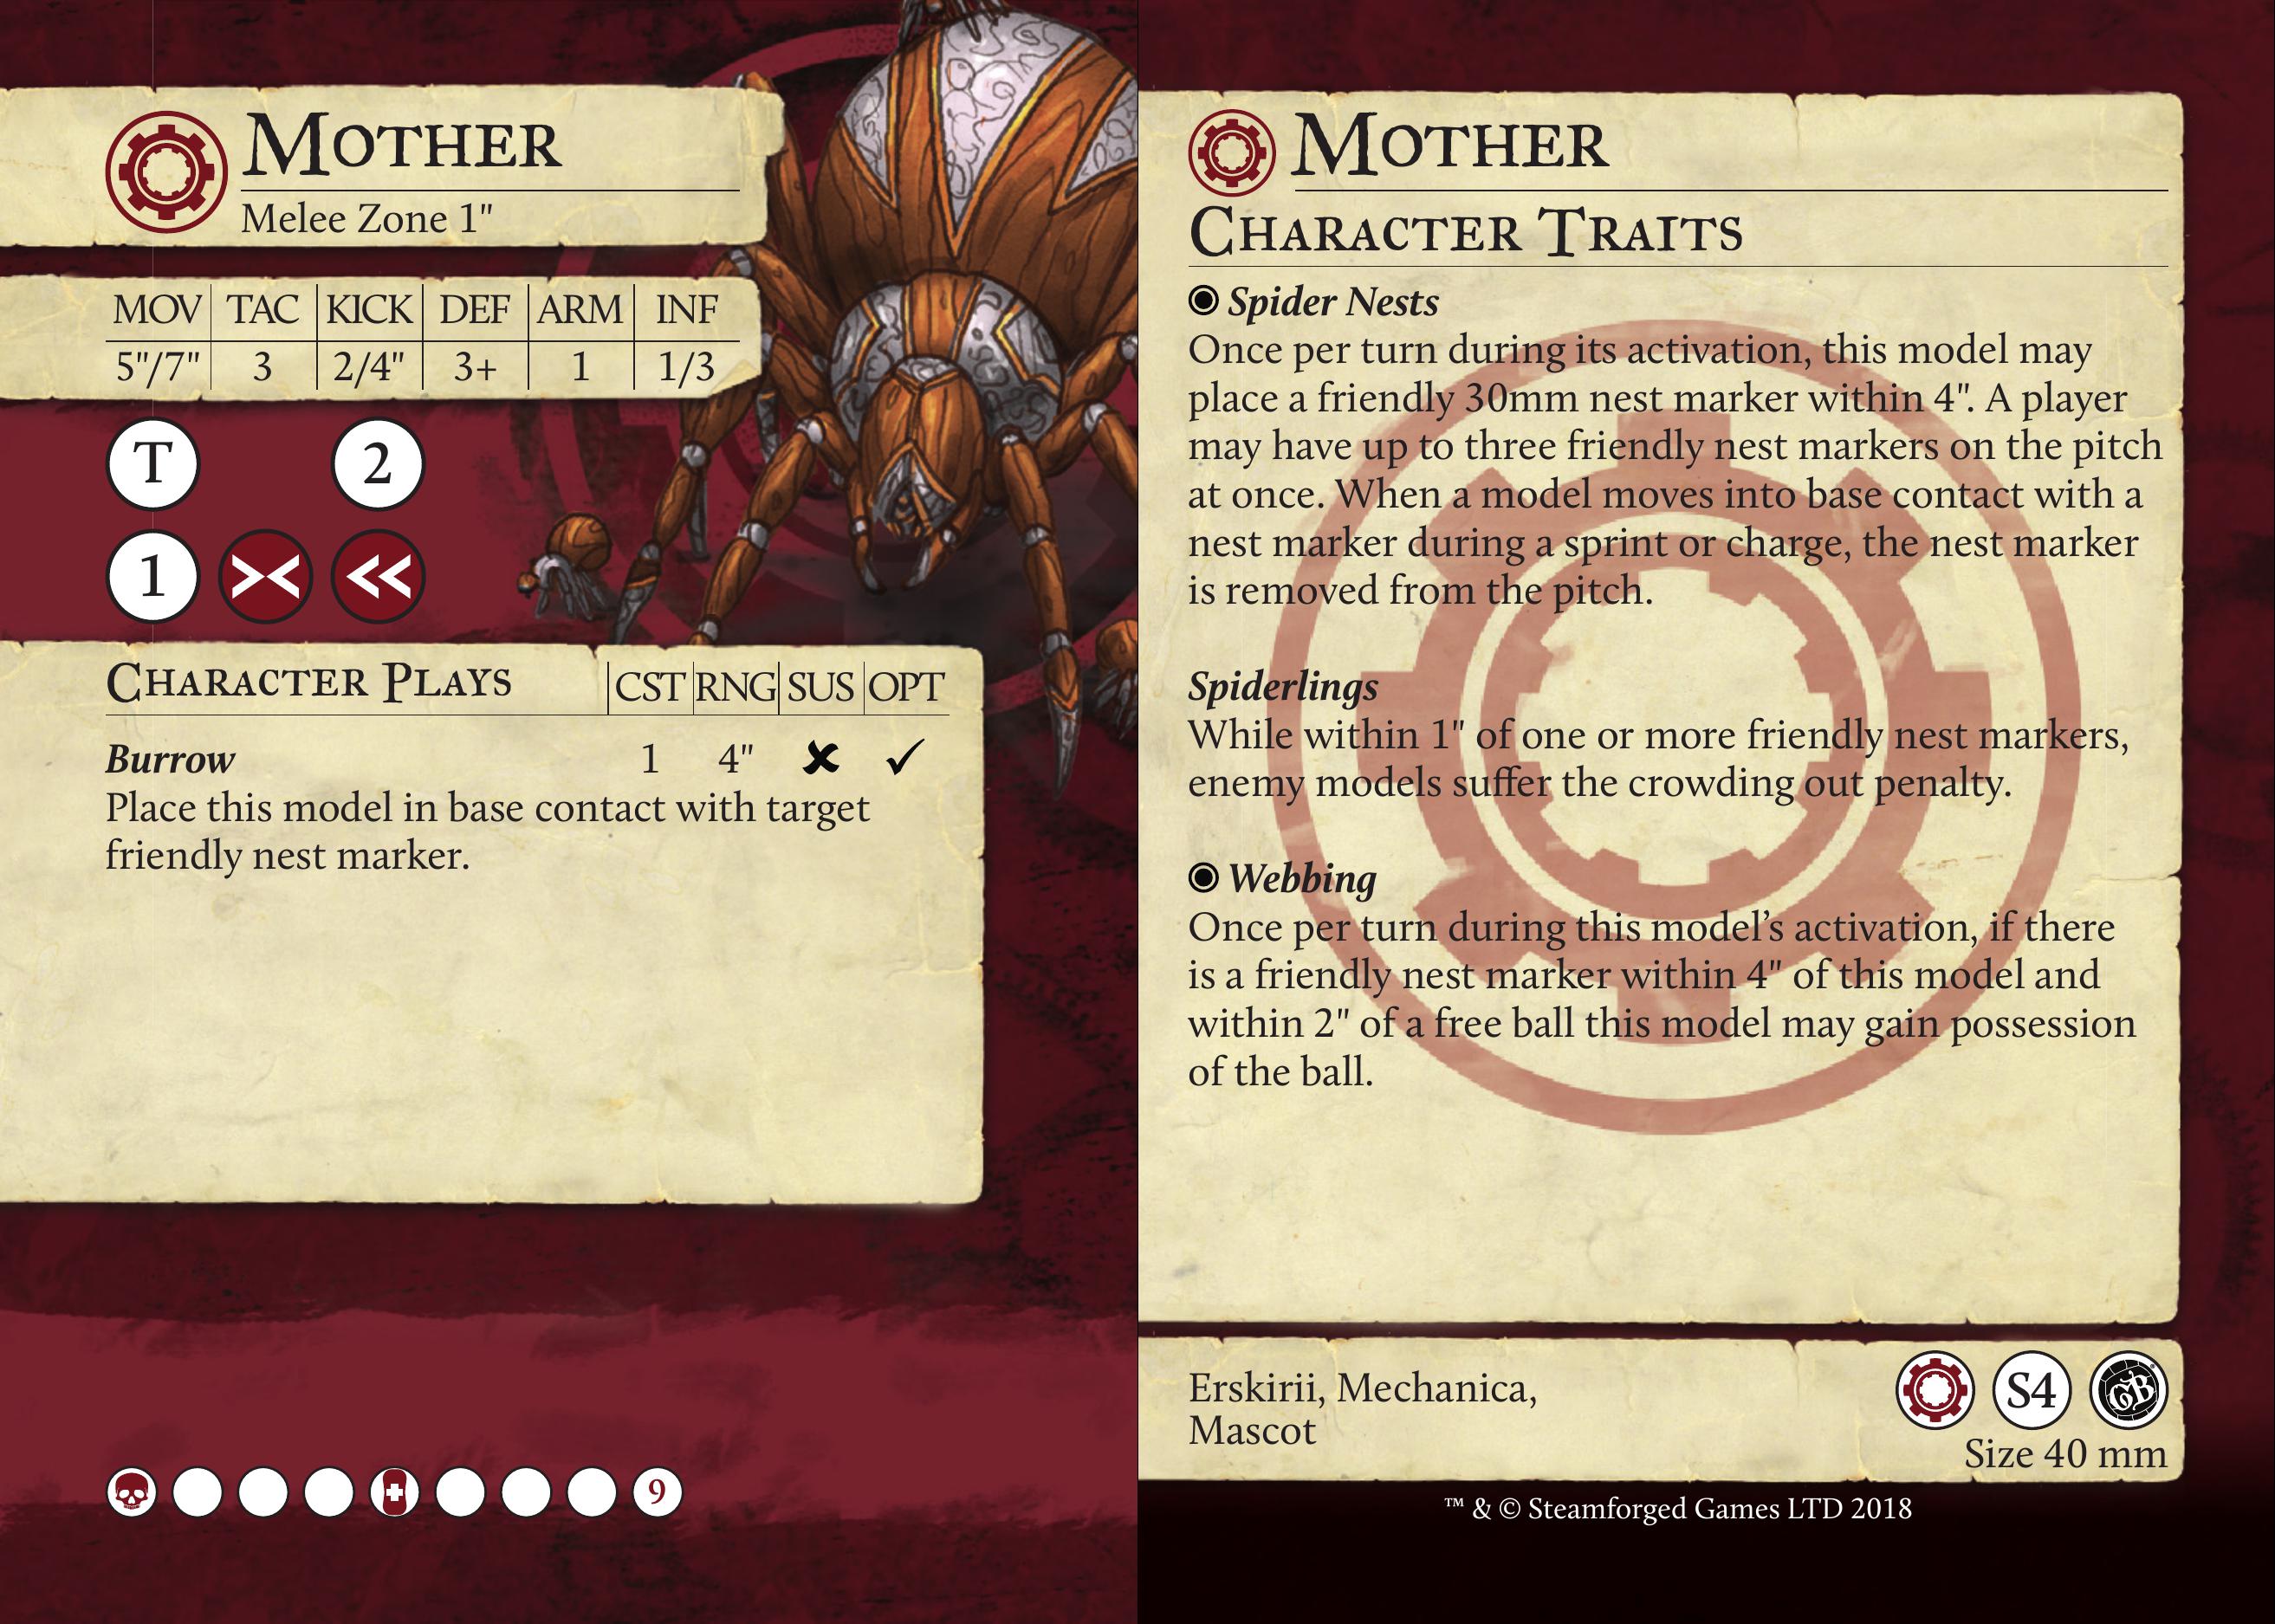 Mother
Melee Zone 1"
MOV TAC KICK DEF ARM INF
5"/7" 3 2/4" 3+ 1 1/3
T 2
1 >< <<
Character Plays CST RNG SUS OPT
Burrow 1 4" ✘ ✓
Place this model in base contact with target
friendly nest marker.
9
Mother
Character Traits
Spider Nests
Once per turn during its activation, this model may
place a friendly 30mm nest marker within 4". A player
may have up to three friendly nest markers on the pitch
at once. When a model moves into base contact with a
nest marker during a sprint or charge, the nest marker
is removed from the pitch.
Spiderlings
While within 1" of one or more friendly nest markers,
enemy models suffer the crowding out penalty.
Webbing
Once per turn during this model's activation, if there
is a friendly nest marker within 4" of this model and
within 2" of a free ball this model may gain possession
of the ball.
Erskirii, Mechanica,
Mascot
S4 GB
Size 40 mm
™ & © Steamforged Games LTD 2018